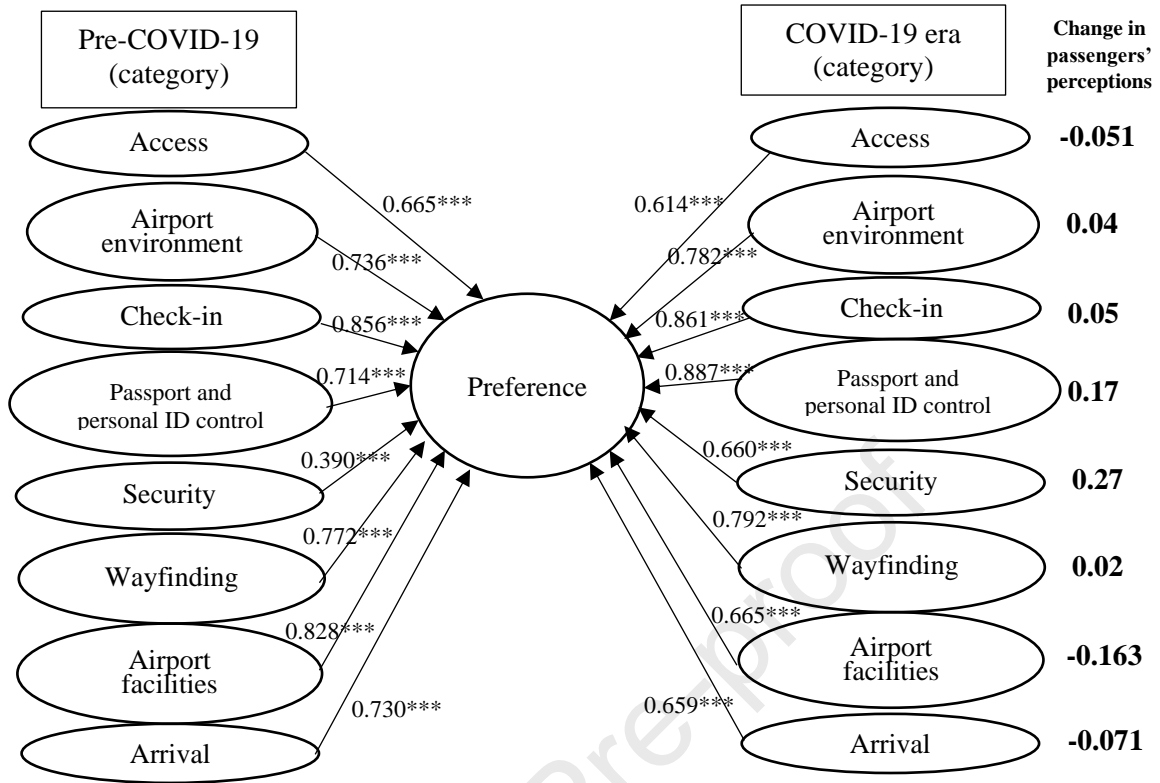 Pre-COVID-19
(category)
COVID-19 era
(category)
Change in
passengers’
perceptions
Access
Access
-0.051
0.665***
0.614***
Airport
environment
Airport
environment
0.04
0.736***
0.782***
Check-in
Check-in
0.05
0.856***
0.861***
Passport and
personal ID control
0.714***
Preference
0.887***
Passport and
personal ID control
0.17
Security
0.390***
0.660***
Security
0.27
Wayfinding
0.772***
0.792***
Wayfinding
0.02
Airport
facilities
0.828***
0.665***
Airport
facilities
-0.163
Arrival
0.730***
0.659***
Arrival
-0.071
Pre-proof